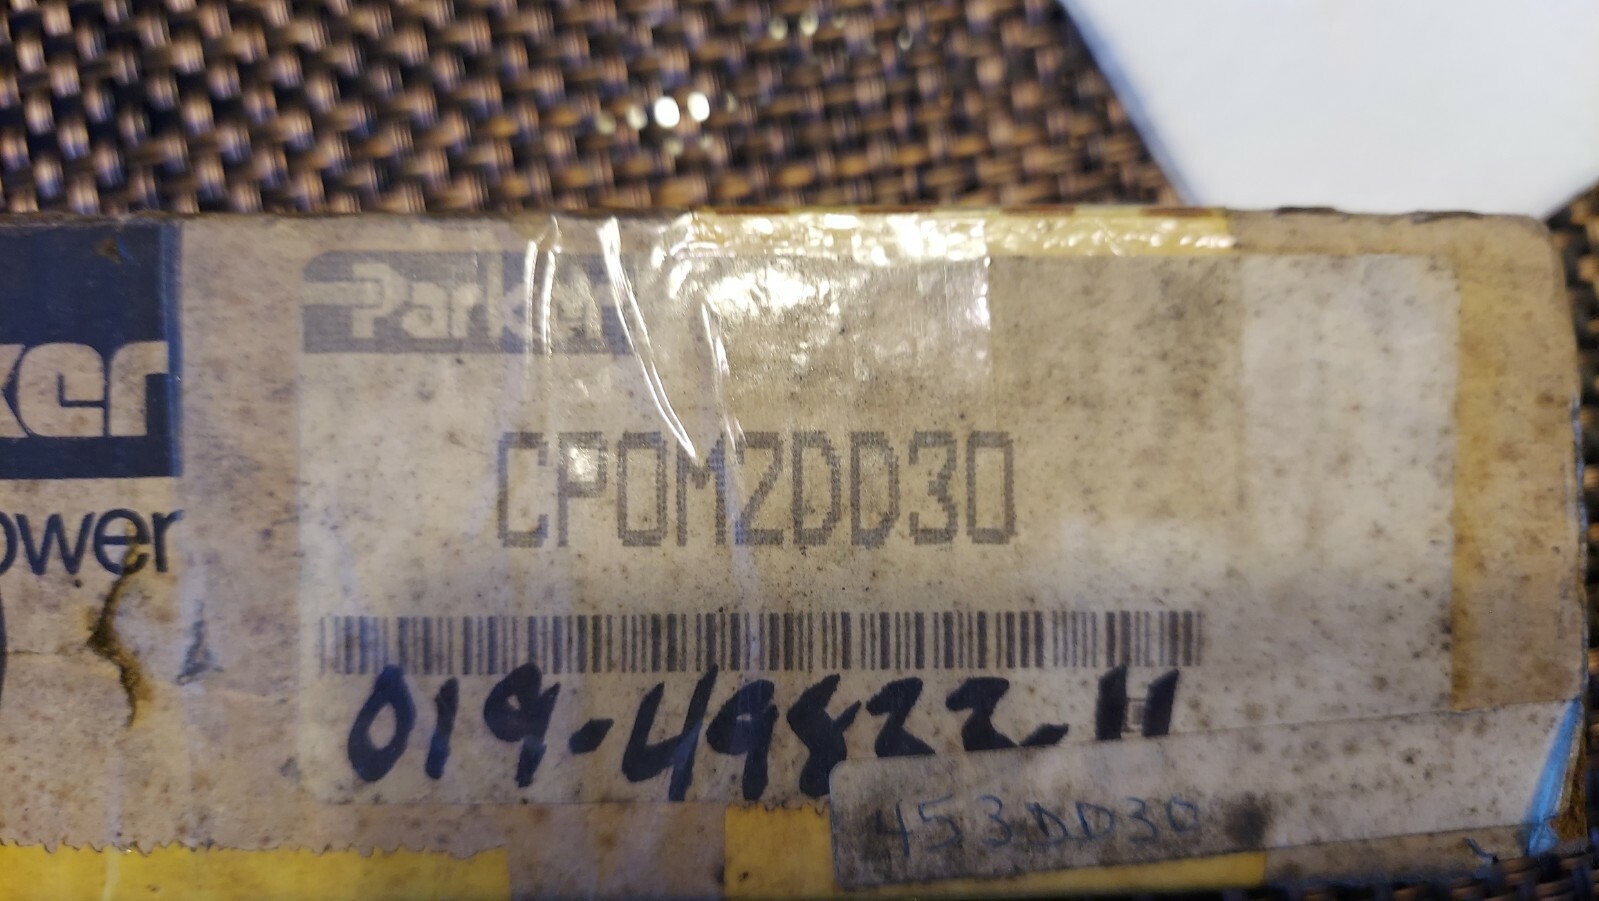 Parker
ker
CPOM2DD30
ower
019-49822-H
453DD30